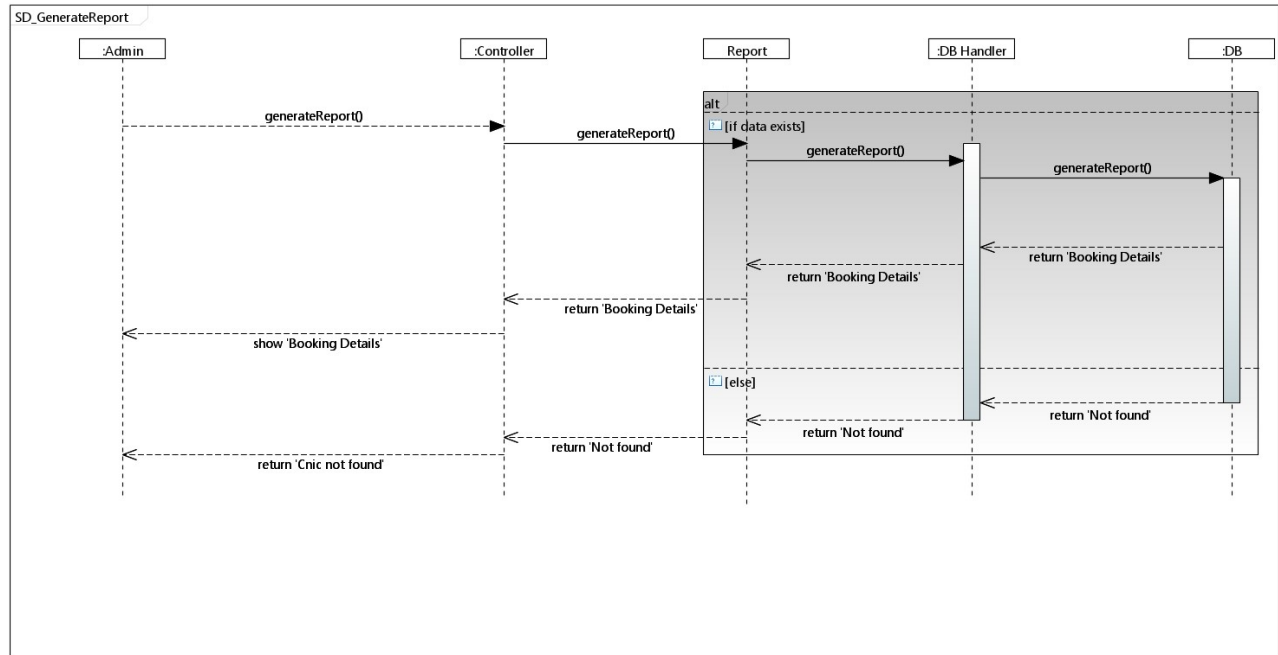 SD_GenerateReport
:Admin
:Controller
Report
:DB Handler
:DB
alt
generateReport()
[if data exists]
generateReport()
generateReport()
generateReport()
return 'Booking Details'
return 'Booking Details'
return 'Booking Details'
show 'Booking Details'
[else]
return 'Not found'
return 'Not found'
return 'Not found'
return 'Cnic not found'